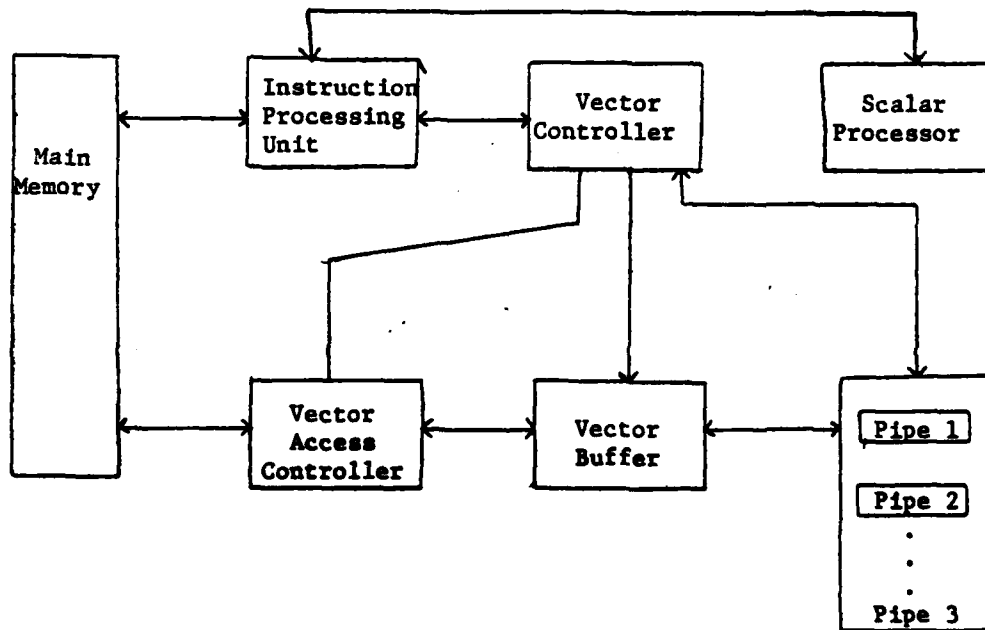 Main
Memory
Instruction
Processing
Unit
Vector
Controller
Scalar
Processor
Vector
Access
Controller
Vector
Buffer
Pipe 1
Pipe 2
Pipe 3